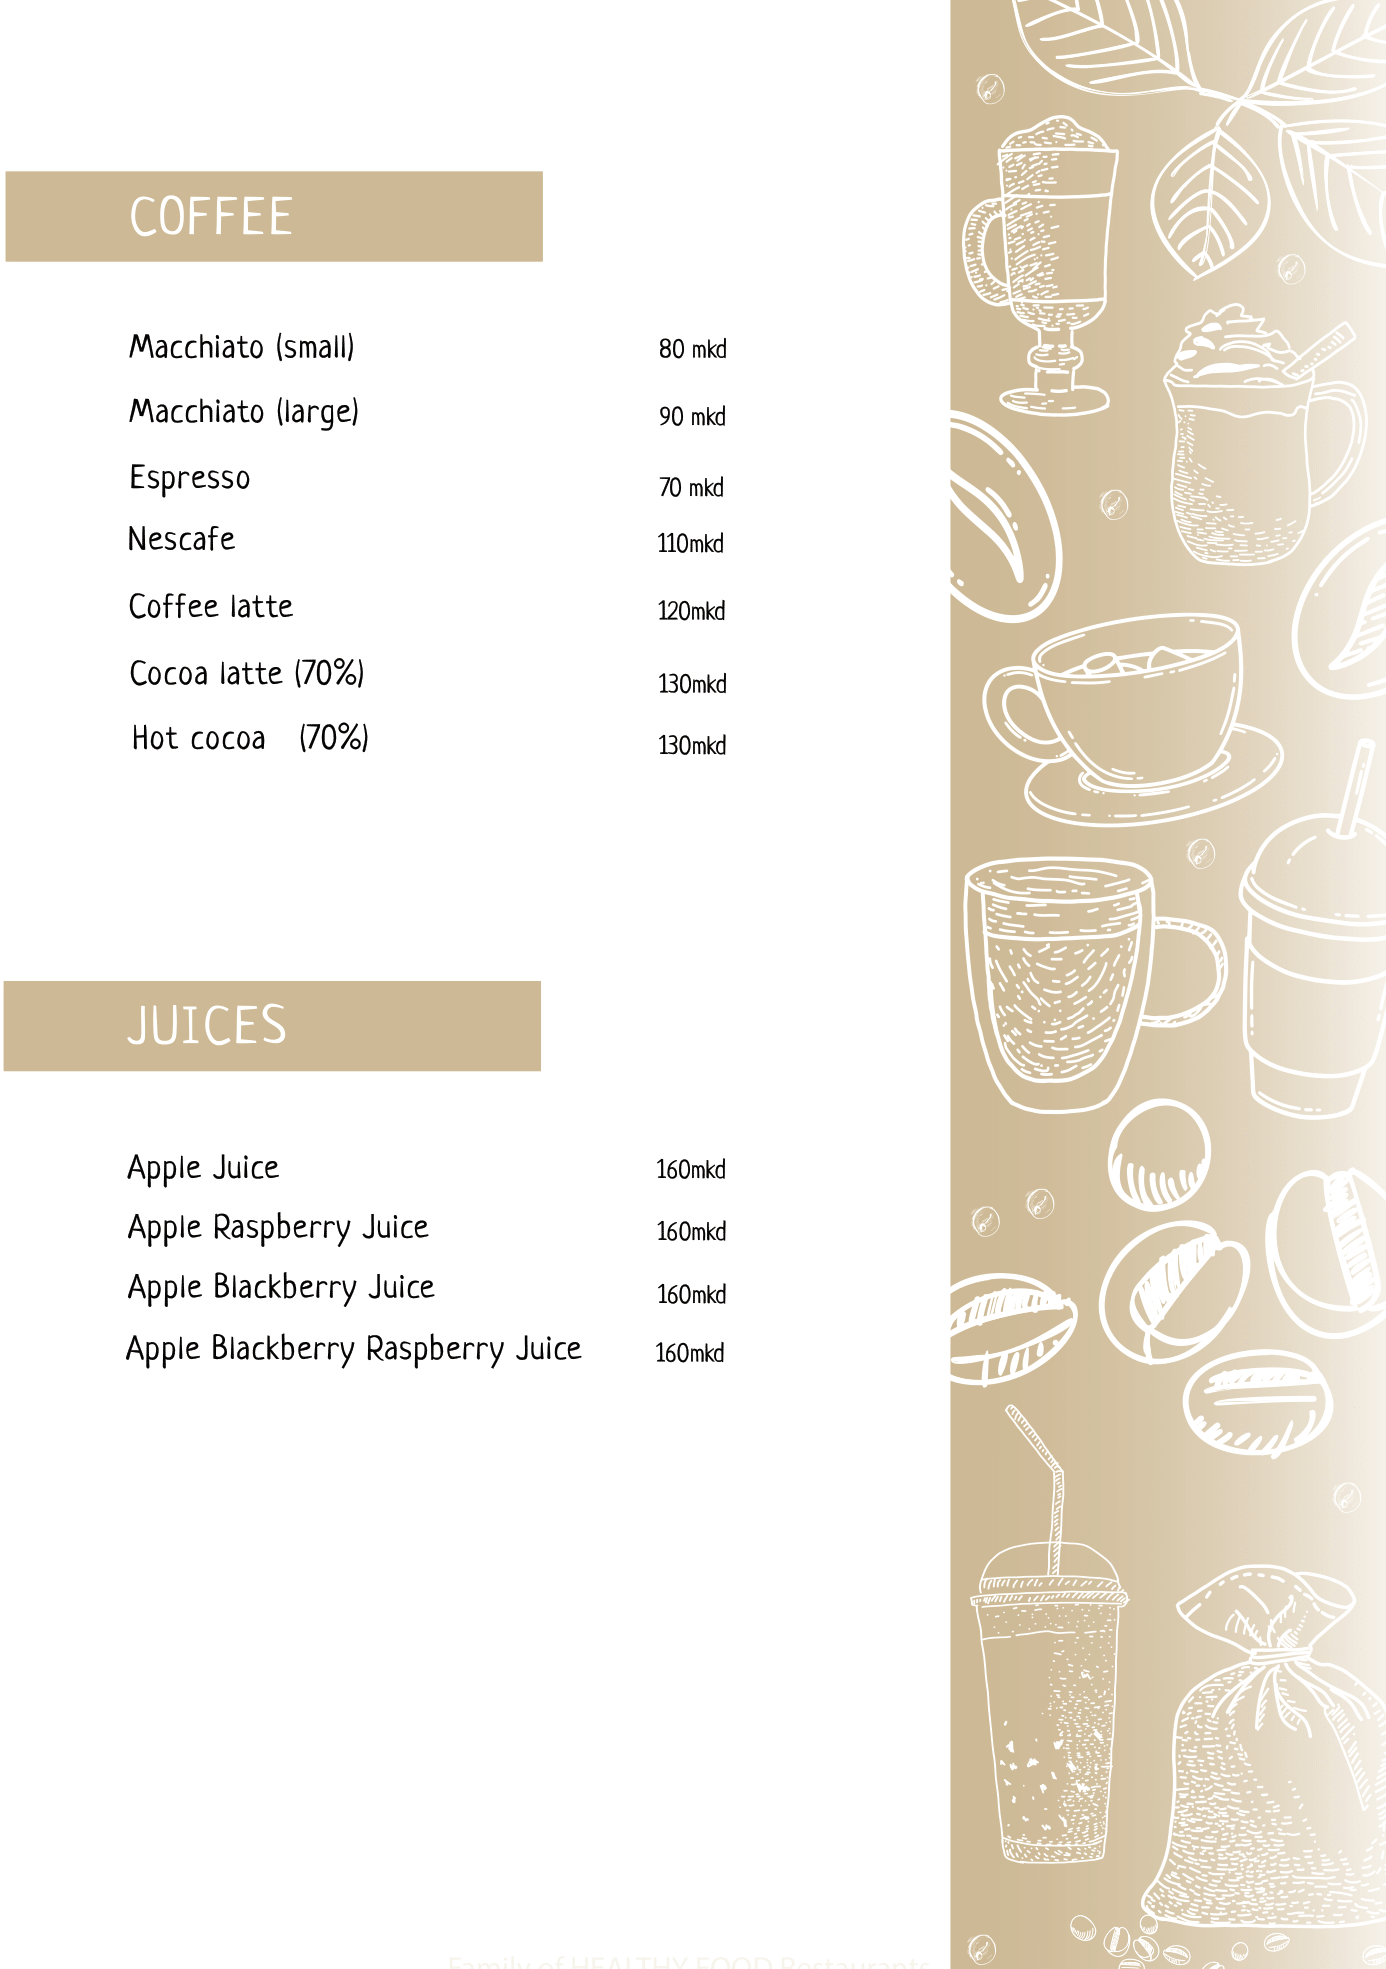 COFFEE
Macchiato (small) 80 mkd
Macchiato (large) 90 mkd
Espresso 70 mkd
Nescafe 110mkd
Coffee latte 120mkd
Cocoa latte (70%) 130mkd
Hot cocoa (70%) 130mkd
JUICES
Apple Juice 160mkd
Apple Raspberry Juice 160mkd
Apple Blackberry Juice 160mkd
Apple Blackberry Raspberry Juice 160mkd
Family of HEALTHY FOOD Restaurants